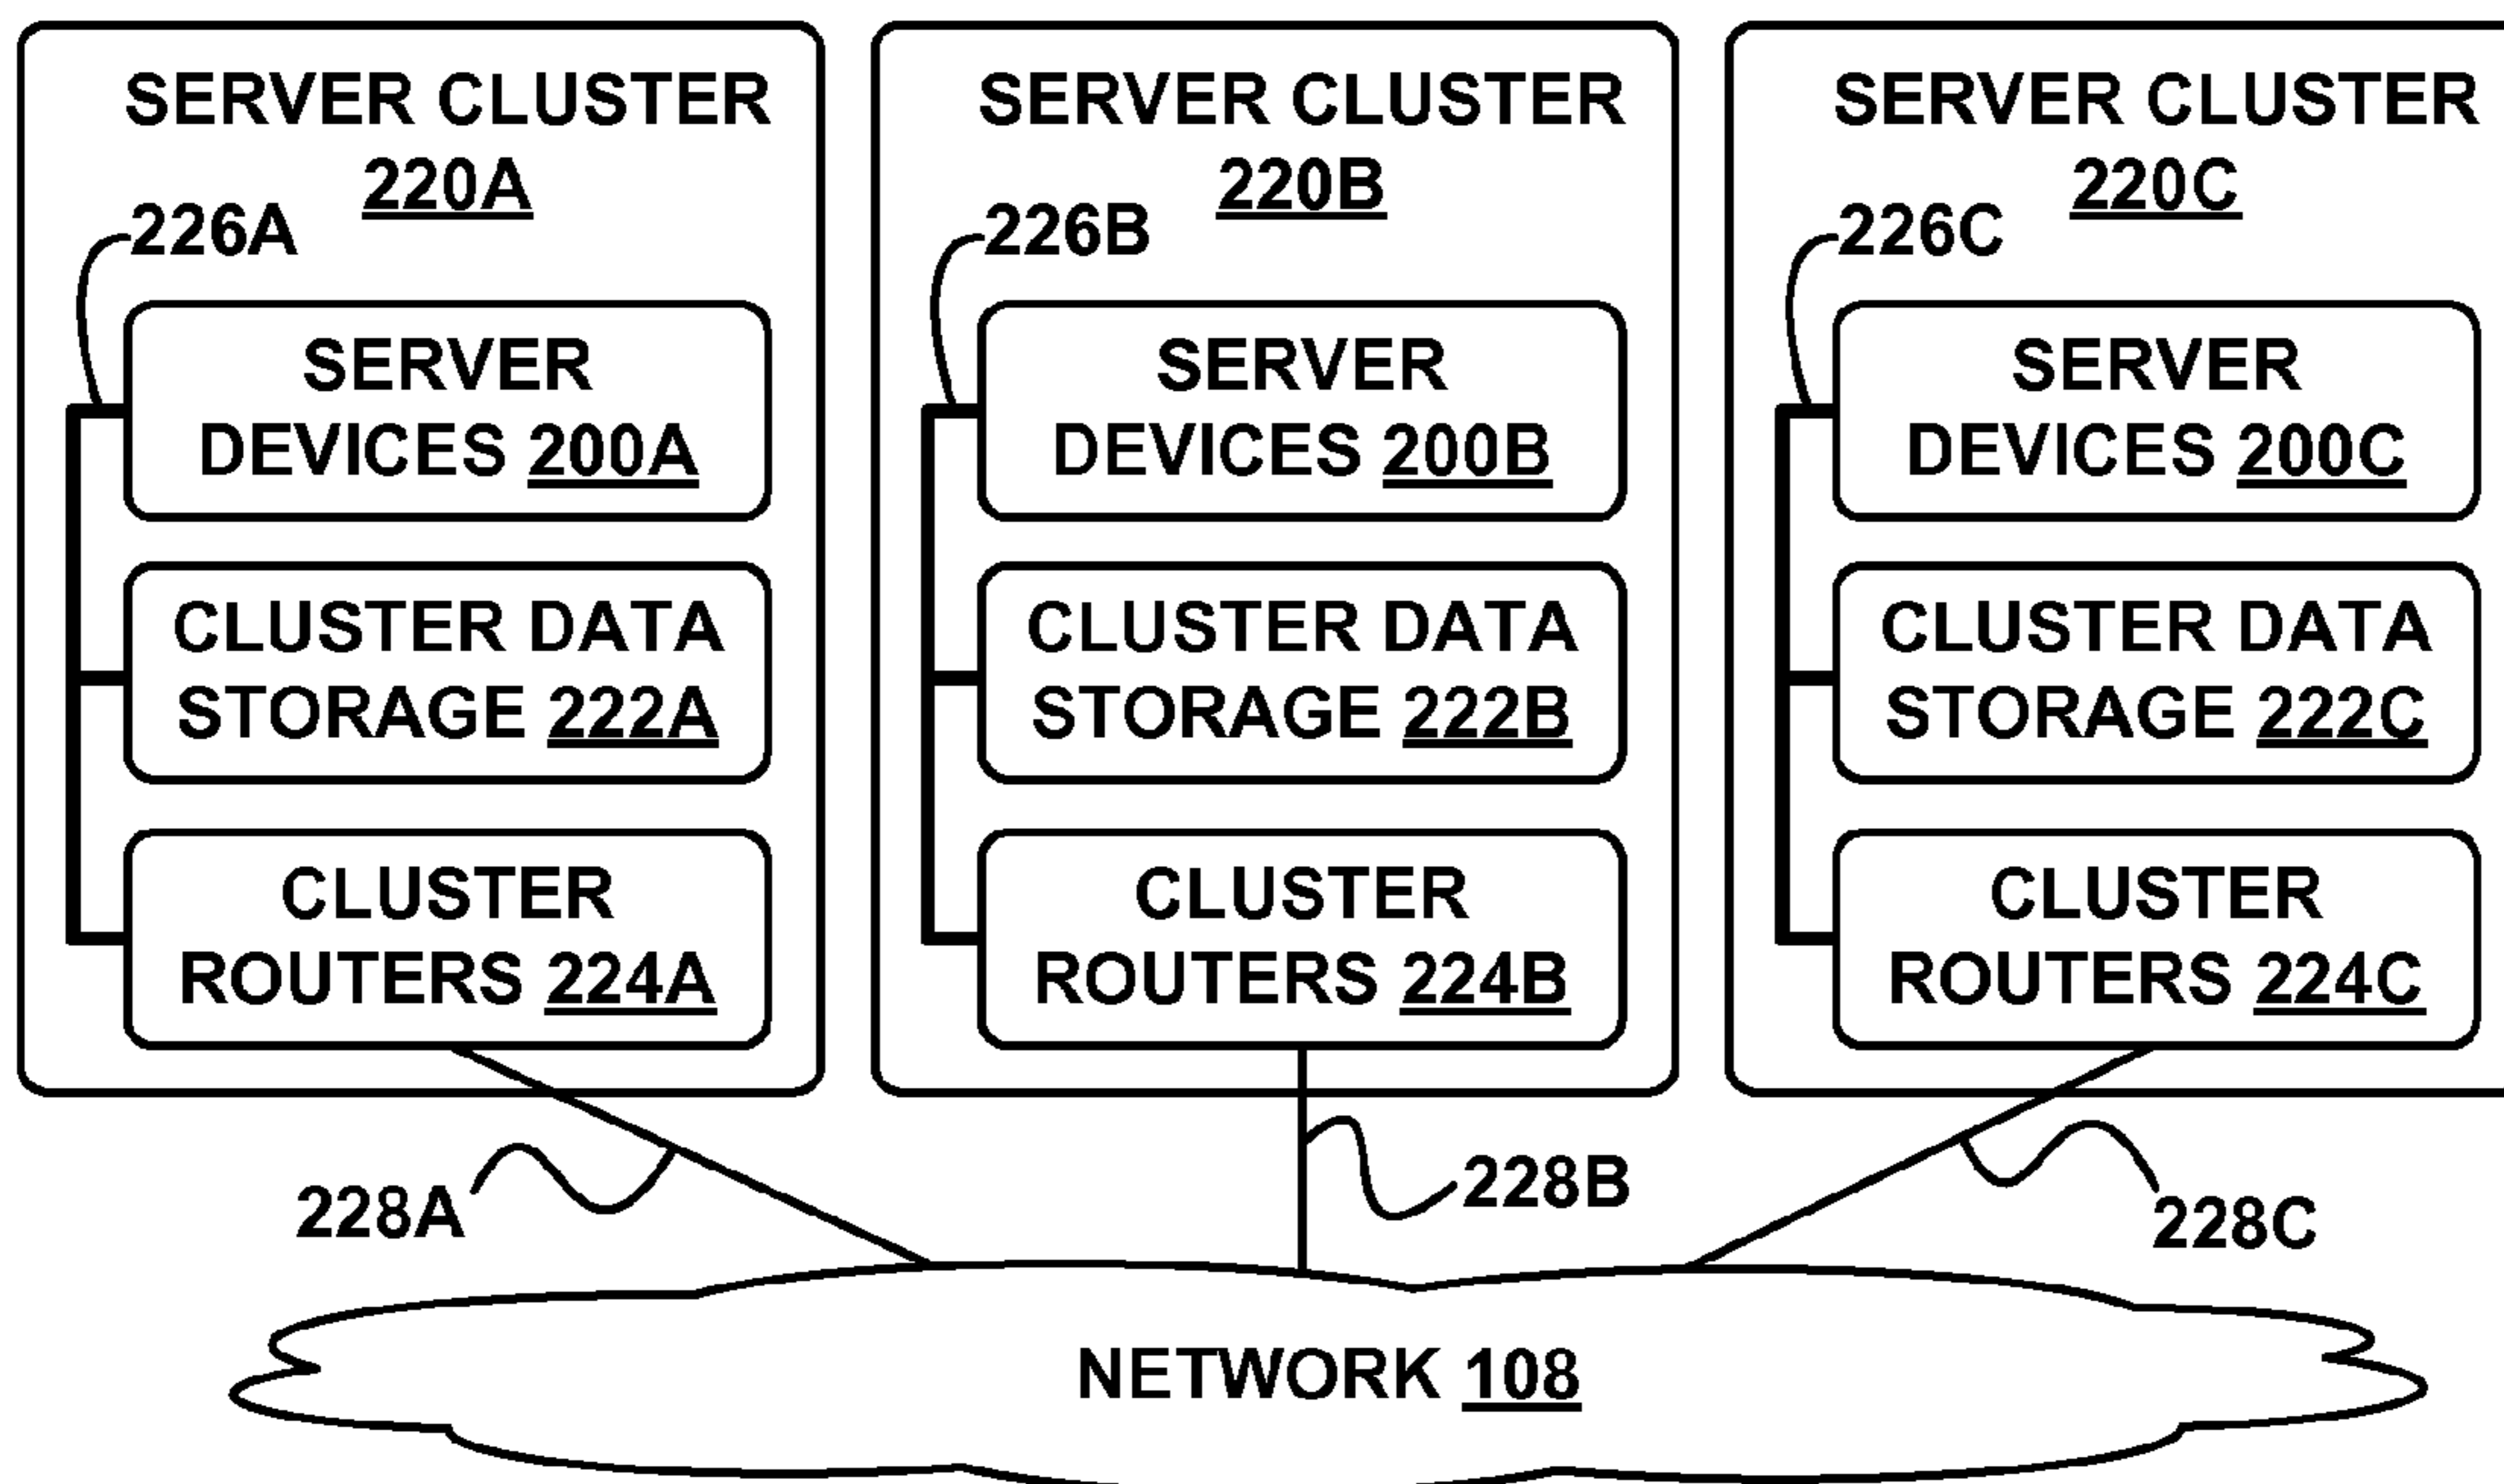 SERVER CLUSTER
220A
226A
SERVER
DEVICES 200A
CLUSTER DATA
STORAGE 222A
CLUSTER
ROUTERS 224A
SERVER CLUSTER
220B
226B
SERVER
DEVICES 200B
CLUSTER DATA
STORAGE 222B
CLUSTER
ROUTERS 224B
SERVER CLUSTER
220C
226C
SERVER
DEVICES 200C
CLUSTER DATA
STORAGE 222C
CLUSTER
ROUTERS 224C
228A
228B
228C
NETWORK 108